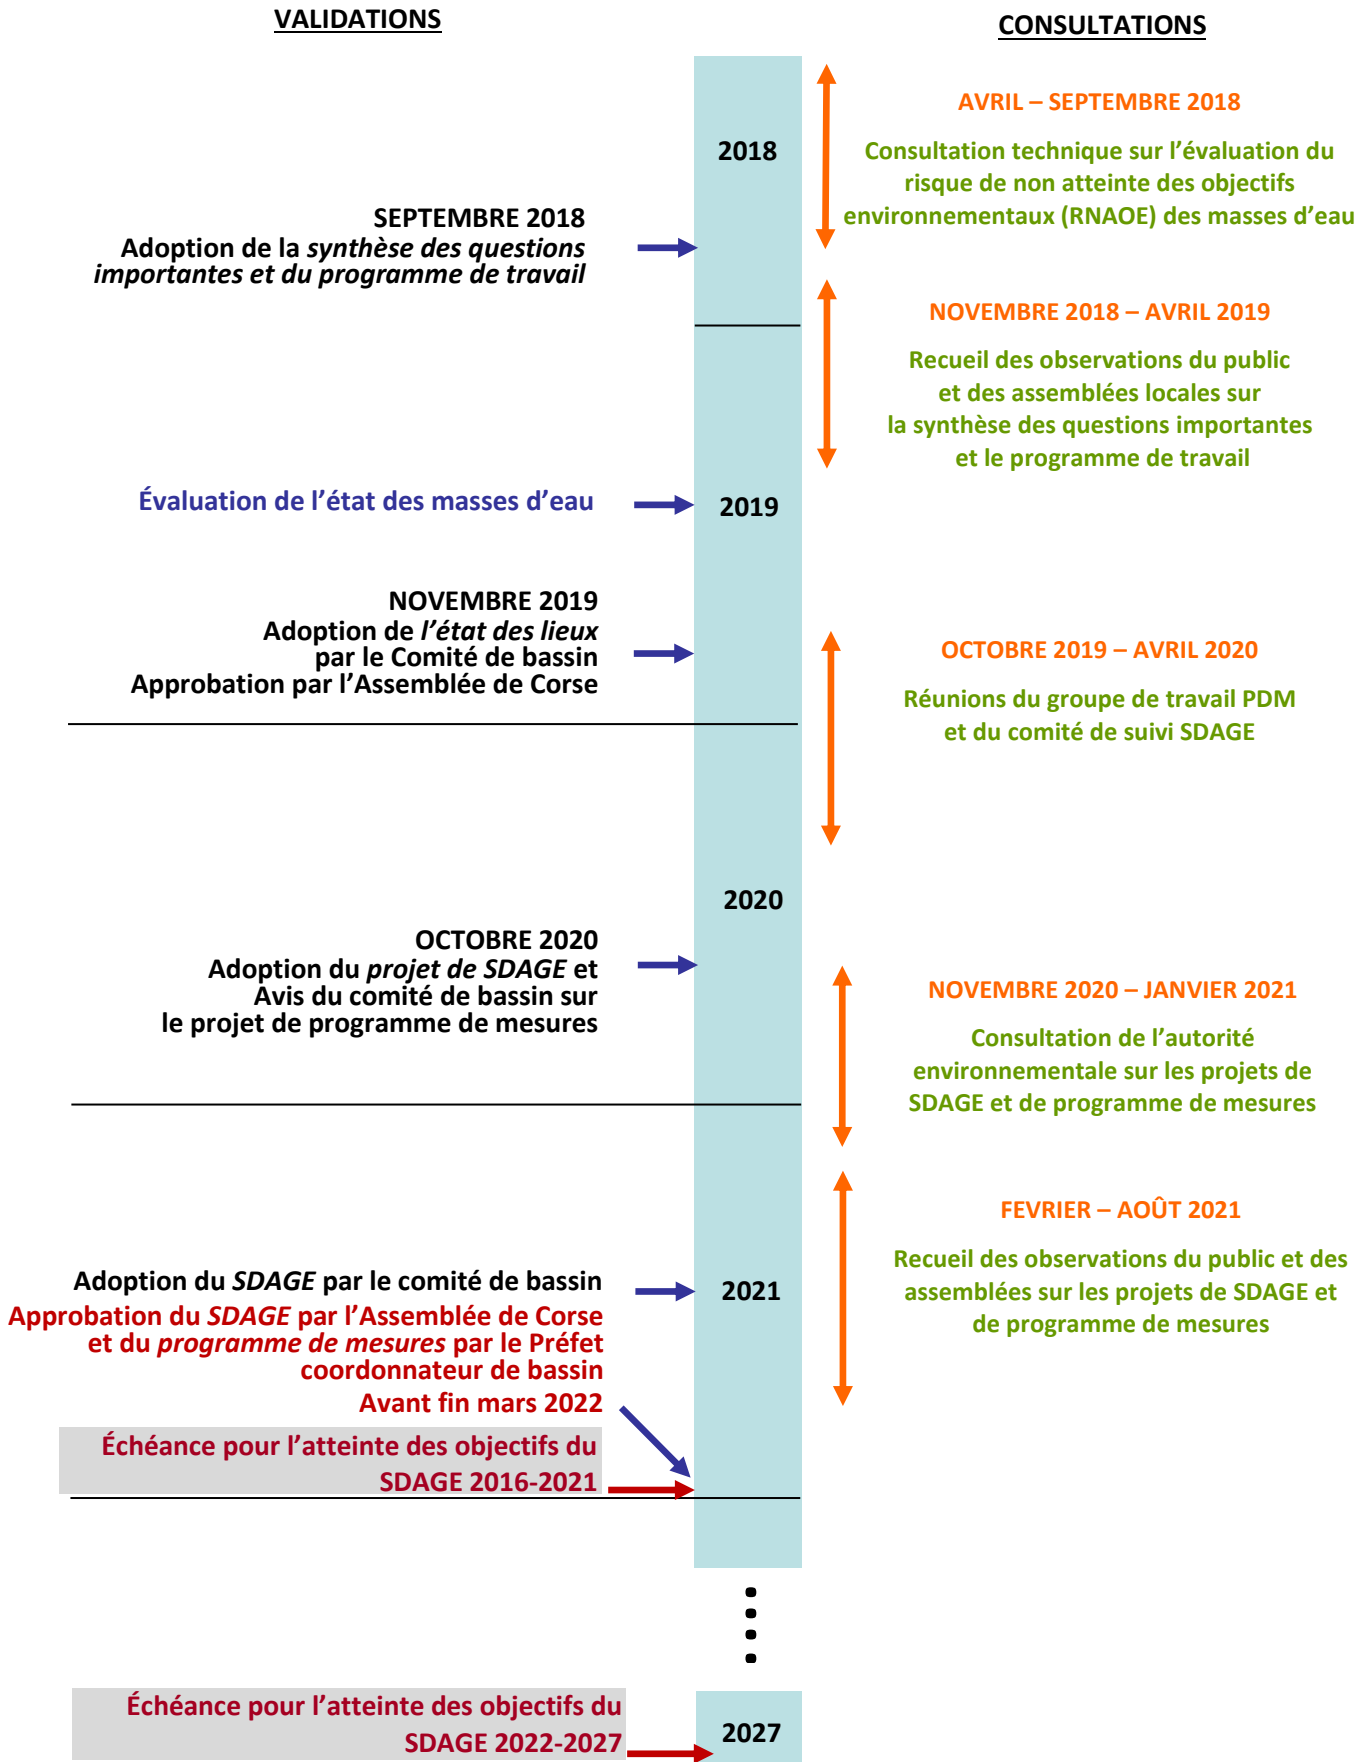 VALIDATIONS
CONSULTATIONS
AVRIL – SEPTEMBRE 2018
2018
Consultation technique sur l’évaluation du
risque de non atteinte des objectifs
environnementaux (RNAOE) des masses d’eau
SEPTEMBRE 2018
Adoption de la synthèse des questions
importantes et du programme de travail
NOVEMBRE 2018 – AVRIL 2019
Recueil des observations du public
et des assemblées locales sur
la synthèse des questions importantes
et le programme de travail
Évaluation de l’état des masses d’eau
2019
NOVEMBRE 2019
Adoption de l’état des lieux
par le Comité de bassin
Approbation par l’Assemblée de Corse
OCTOBRE 2019 – AVRIL 2020
Réunions du groupe de travail PDM
et du comité de suivi SDAGE
2020
OCTOBRE 2020
Adoption du projet de SDAGE et
Avis du comité de bassin sur
le projet de programme de mesures
NOVEMBRE 2020 – JANVIER 2021
Consultation de l’autorité
environnementale sur les projets de
SDAGE et de programme de mesures
FEVRIER – AOÛT 2021
Recueil des observations du public et des
assemblées sur les projets de SDAGE et
de programme de mesures
Adoption du SDAGE par le comité de bassin
2021
Approbation du SDAGE par l’Assemblée de Corse
et du programme de mesures par le Préfet
coordonnateur de bassin
Avant fin mars 2022
Échéance pour l’atteinte des objectifs du
SDAGE 2016-2021
Échéance pour l’atteinte des objectifs du
SDAGE 2022-2027
2027